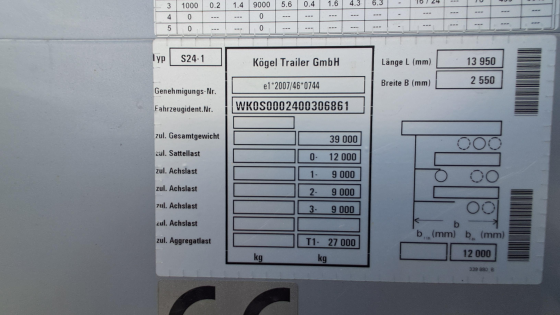 3 1000 0.2 1.4 9000 5.6 0.4 1.6 4.3 6.3 - 16/24 ---
4 --- --- --- 0 --- --- --- --- --- --- --- ---
5 --- --- --- 0 --- --- --- --- ---
Typ S24-1 Kögel Trailer GmbH Länge L (mm) 13 950
Breite B (mm) 2 550
Genehmigungs-Nr. e1*2007/46*0744
Fahrzeugident.Nr. WK0S0002400306861
zul. Gesamtgewicht 39 000
zul. Sattellast 0- 12 000
zul. Achslast 1- 9 000
zul. Achslast 2- 9 000
zul. Achslast 3- 9 000
zul. Achslast
zul. Aggregatlast T1- 27 000
kg kg
b
(mm) (mm)
12 000
CE